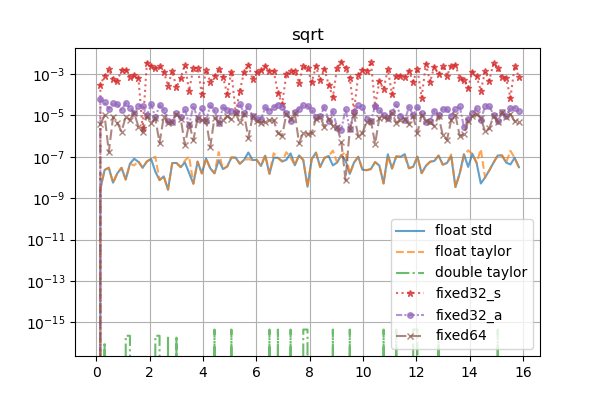 sqrt
10⁻³
10⁻⁵
10⁻⁷
10⁻⁹
10⁻¹¹
10⁻¹³
10⁻¹⁵
float std
float taylor
double taylor
fixed32_s
fixed32_a
fixed64
0 2 4 6 8 10 12 14 16